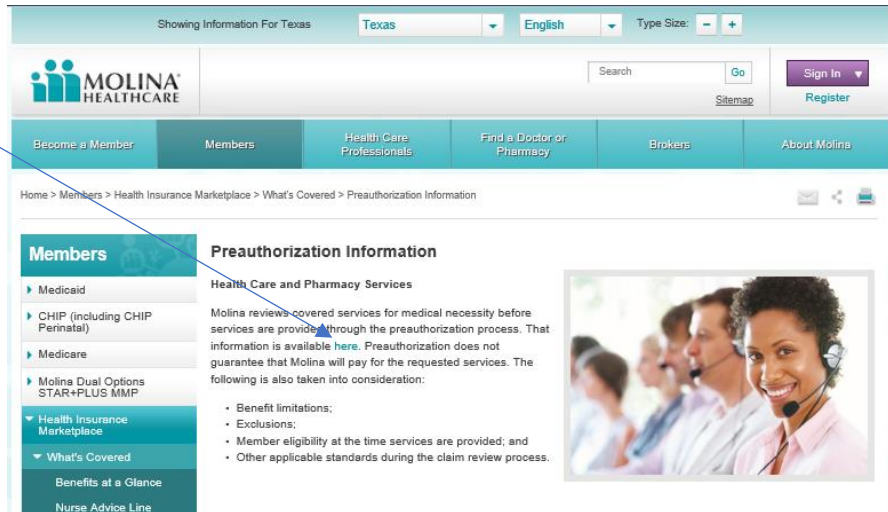 Showing Information For Texas Texas English Type Size: - +
MOLINA
HEALTHCARE
Search Go
Sitemap
Sign In
Register
Become a Member
Members
Health Care
Professionals
Find a Doctor or
Pharmacy
Brokers
About Molina
Home > Members > Health Insurance Marketplace > What's Covered > Preauthorization Information
Members
Medicaid
CHIP (including CHIP
Perinatal)
Medicare
Molina Dual Options
STAR+PLUS MMP
Health Insurance
Marketplace
What's Covered
Benefits at a Glance
Nurse Advice Line
Preauthorization Information
Health Care and Pharmacy Services
Molina reviews covered services for medical necessity before
services are provided through the preauthorization process. That
information is available here. Preauthorization does not
guarantee that Molina will pay for the requested services. The
following is also taken into consideration:
• Benefit limitations;
• Exclusions;
• Member eligibility at the time services are provided; and
• Other applicable standards during the claim review process.